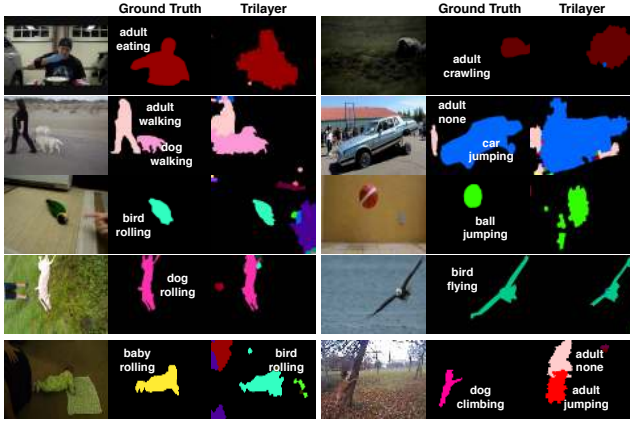 Ground Truth Trilayer Ground Truth Trilayer
adult
eating
adult
crawling
adult
walking
dog
walking
adult
none
car
jumping
bird
rolling
ball
jumping
dog
rolling
bird
flying
baby
rolling
bird
rolling
dog
climbing
adult
none
adult
jumping